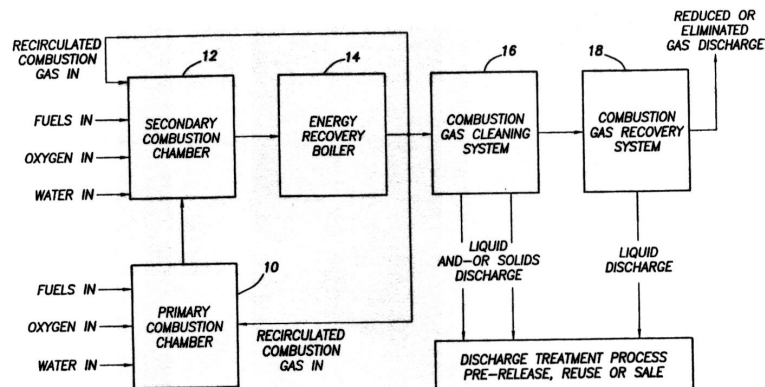 REDUCED OR
ELIMINATED
GAS DISCHARGE
RECIRCULATED
COMBUSTION
GAS IN
12
14
16
18
FUELS IN
OXYGEN IN
WATER IN
SECONDARY
COMBUSTION
CHAMBER
ENERGY
RECOVERY
BOILER
COMBUSTION
GAS CLEANING
SYSTEM
COMBUSTION
GAS RECOVERY
SYSTEM
LIQUID
AND-OR SOLIDS
DISCHARGE
LIQUID
DISCHARGE
10
FUELS IN
OXYGEN IN
WATER IN
PRIMARY
COMBUSTION
CHAMBER
RECIRCULATED
COMBUSTION
GAS IN
DISCHARGE TREATMENT PROCESS
PRE-RELEASE, REUSE OR SALE